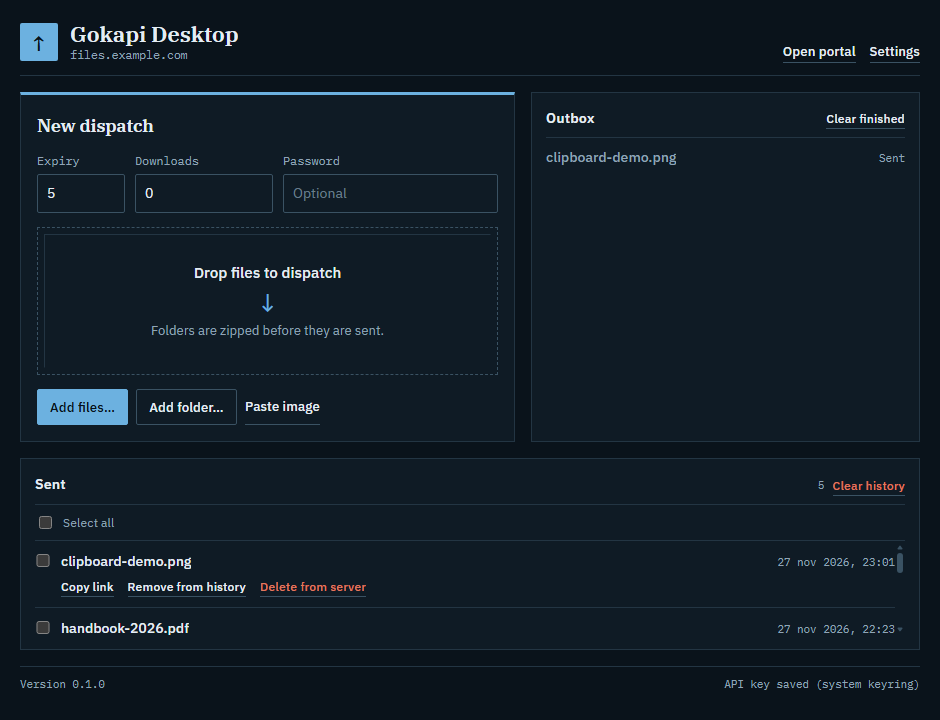 ↑
Gokapi Desktop
files.example.com
Open portal Settings
New dispatch
Expiry Downloads Password
5 0 Optional
Drop files to dispatch
↓
Folders are zipped before they are sent.
Add files... Add folder... Paste image
Outbox Clear finished
clipboard-demo.png Sent
Sent 5 Clear history
Select all
clipboard-demo.png 27 nov 2026, 23:01
Copy link Remove from history Delete from server
handbook-2026.pdf 27 nov 2026, 22:23
Version 0.1.0 API key saved (system keyring)